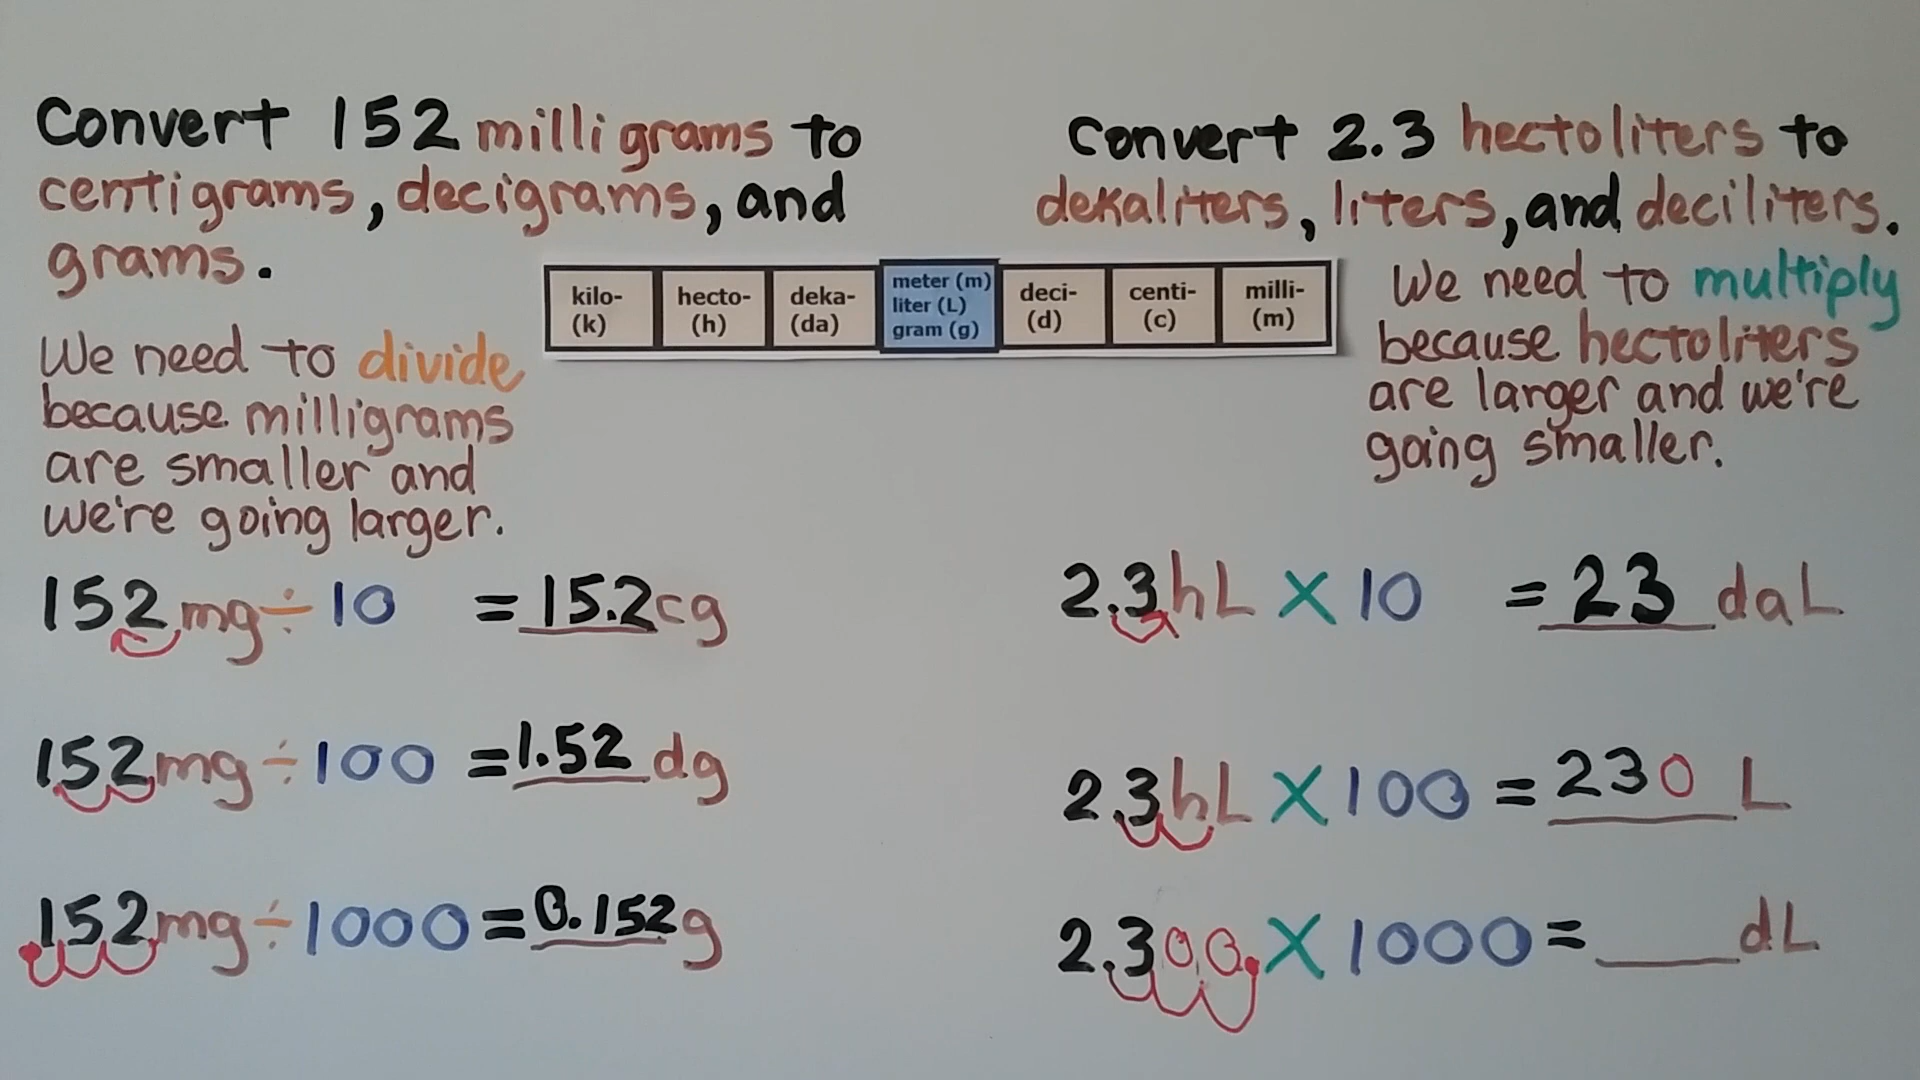 Convert 152 milligrams to
centigrams, decigrams, and
grams.
We need to divide
because milligrams
are smaller and
we're going larger.
152mg ÷ 10 = 15.2cg
152mg ÷ 100 = 1.52 dg
152mg ÷ 1000 = 0.152g
kilo- (k)
hecto- (h)
deka- (da)
meter (m)
liter (L)
gram (g)
deci- (d)
centi- (c)
milli- (m)
Convert 2.3 hectoliters to
dekaliters, liters, and deciliters.
We need to multiply
because hectoliters
are larger and we're
going smaller.
2.3hL X 10 = 23 daL
2.3hL X 100 = 230 L
2.300. X 1000 = ___dL